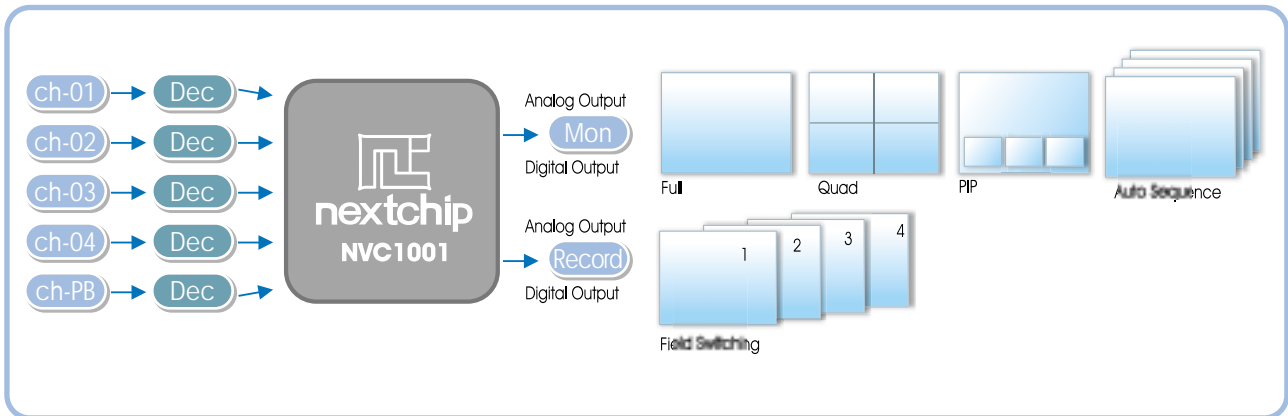 ch-01 Dec
ch-02 Dec
ch-03 Dec
ch-04 Dec
ch-PB Dec
nextchip
NVC1001
Analog Output
Mon
Digital Output
Analog Output
Record
Digital Output
Full
Quad
PIP
Auto Sequence
1
2
3
4
Field Switching